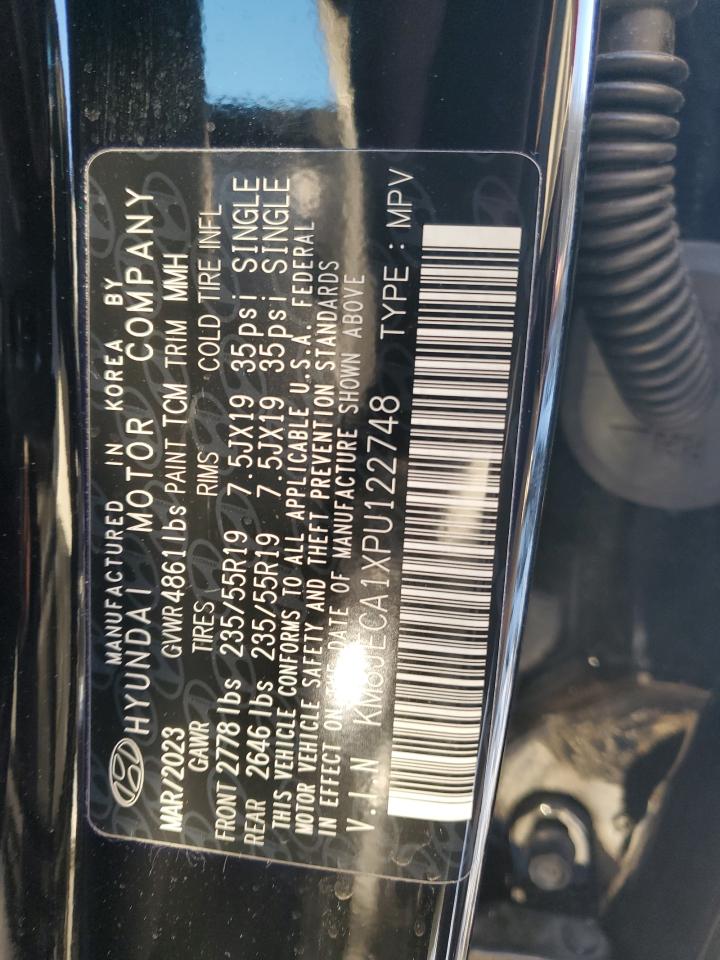 MANUFACTURED IN KOREA BY
HYUNDAI MOTOR COMPANY
MAR/2023 GVWR 4861lbs PAINT TCM TRIM MMH
GAWR TIRES RIMS COLD TIRE INFL
FRONT 2778 lbs 235/55R19 7.5JX19 35psi SINGLE
REAR 2646 lbs 235/55R19 7.5JX19 35psi SINGLE
THIS VEHICLE CONFORMS TO ALL APPLICABLE U.S.A. FEDERAL
MOTOR VEHICLE SAFETY AND THEFT PREVENTION STANDARDS
IN EFFECT ON THE DATE OF MANUFACTURE SHOWN ABOVE
V.I.N KM8JECA1XPU122748 TYPE : MPV